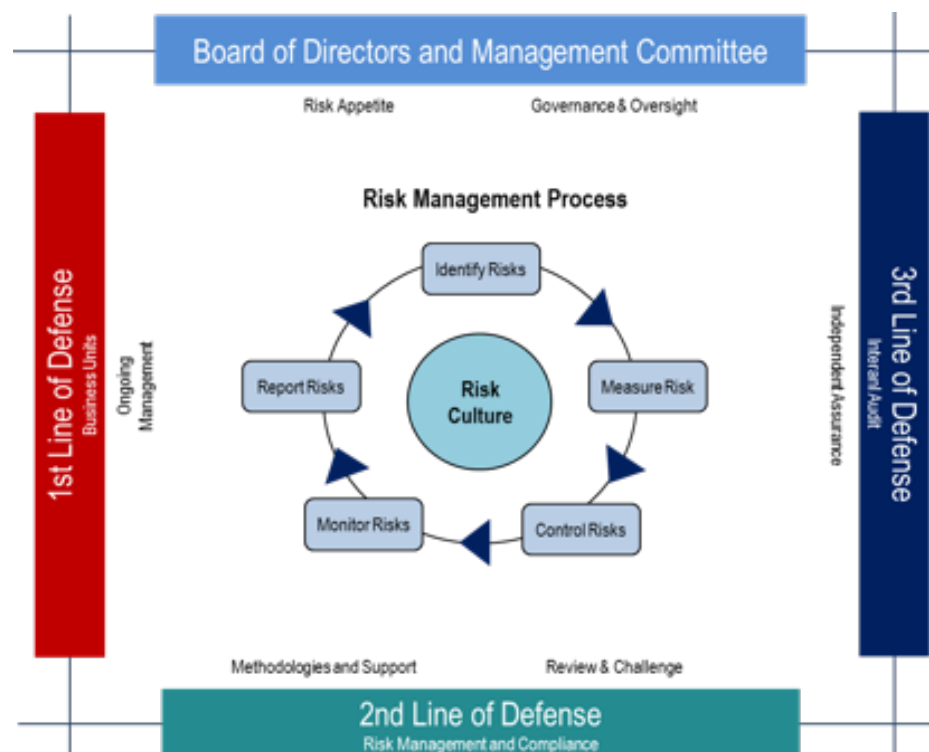 Board of Directors and Management Committee
Risk Appetite
Governance & Oversight
1st Line of Defense
Business Units
Ongoing
Management
Risk Management Process
Identify Risks
Measure Risk
Control Risks
Monitor Risks
Report Risks
Risk
Culture
Independent Assurance
3rd Line of Defense
Interanl Audit
Methodologies and Support
Review & Challenge
2nd Line of Defense
Risk Management and Compliance